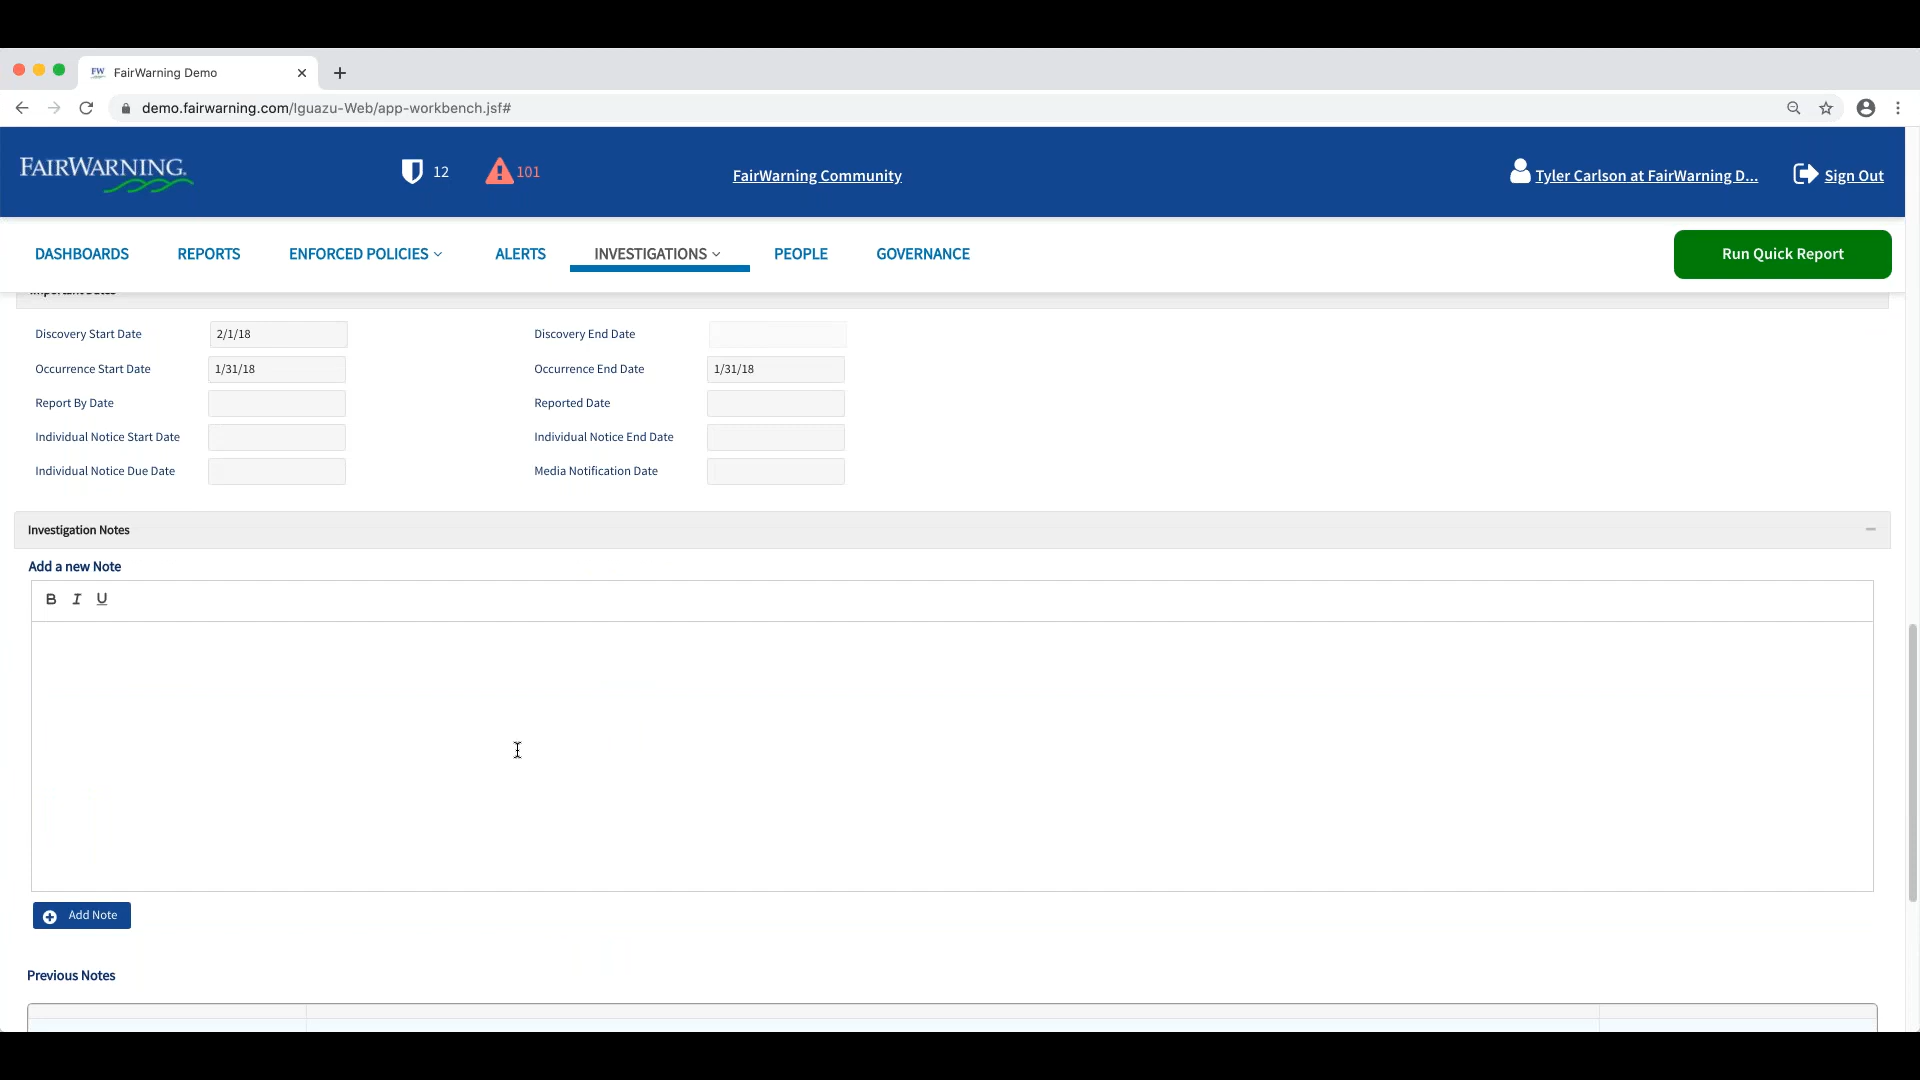 FW FairWarning Demo
demo.fairwarning.com/Iguazu-Web/app-workbench.jsf#
FAIRWARNING. 12 101 FairWarning Community Tyler Carlson at FairWarning D... Sign Out
DASHBOARDS REPORTS ENFORCED POLICIES ALERTS INVESTIGATIONS PEOPLE GOVERNANCE Run Quick Report
Important Dates
Discovery Start Date 2/1/18 Discovery End Date
Occurrence Start Date 1/31/18 Occurrence End Date 1/31/18
Report By Date Reported Date
Individual Notice Start Date Individual Notice End Date
Individual Notice Due Date Media Notification Date
Investigation Notes
Add a new Note
B I U
Add Note
Previous Notes